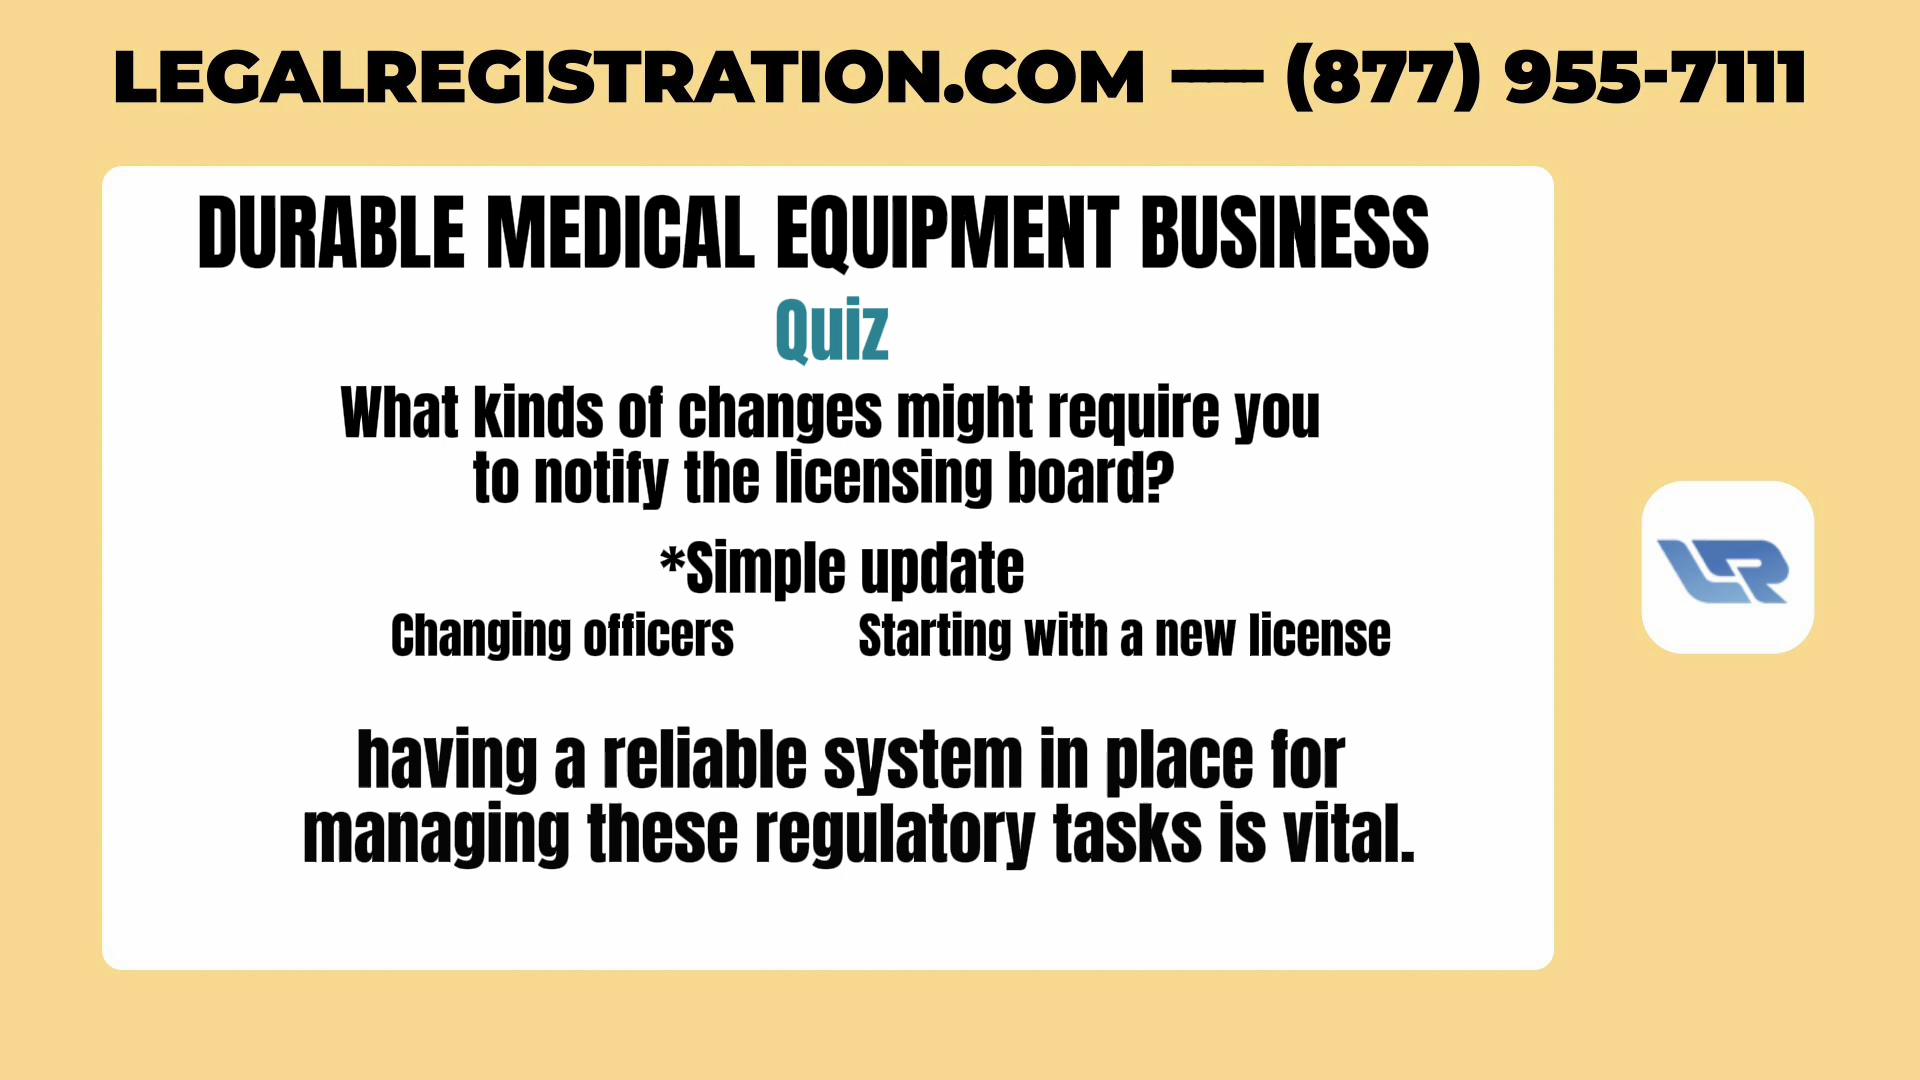 LEGALREGISTRATION.COM — (877) 955-7111
DURABLE MEDICAL EQUIPMENT BUSINESS
Quiz
What kinds of changes might require you
to notify the licensing board?
*Simple update
Changing officers Starting with a new license
having a reliable system in place for
managing these regulatory tasks is vital.
LR